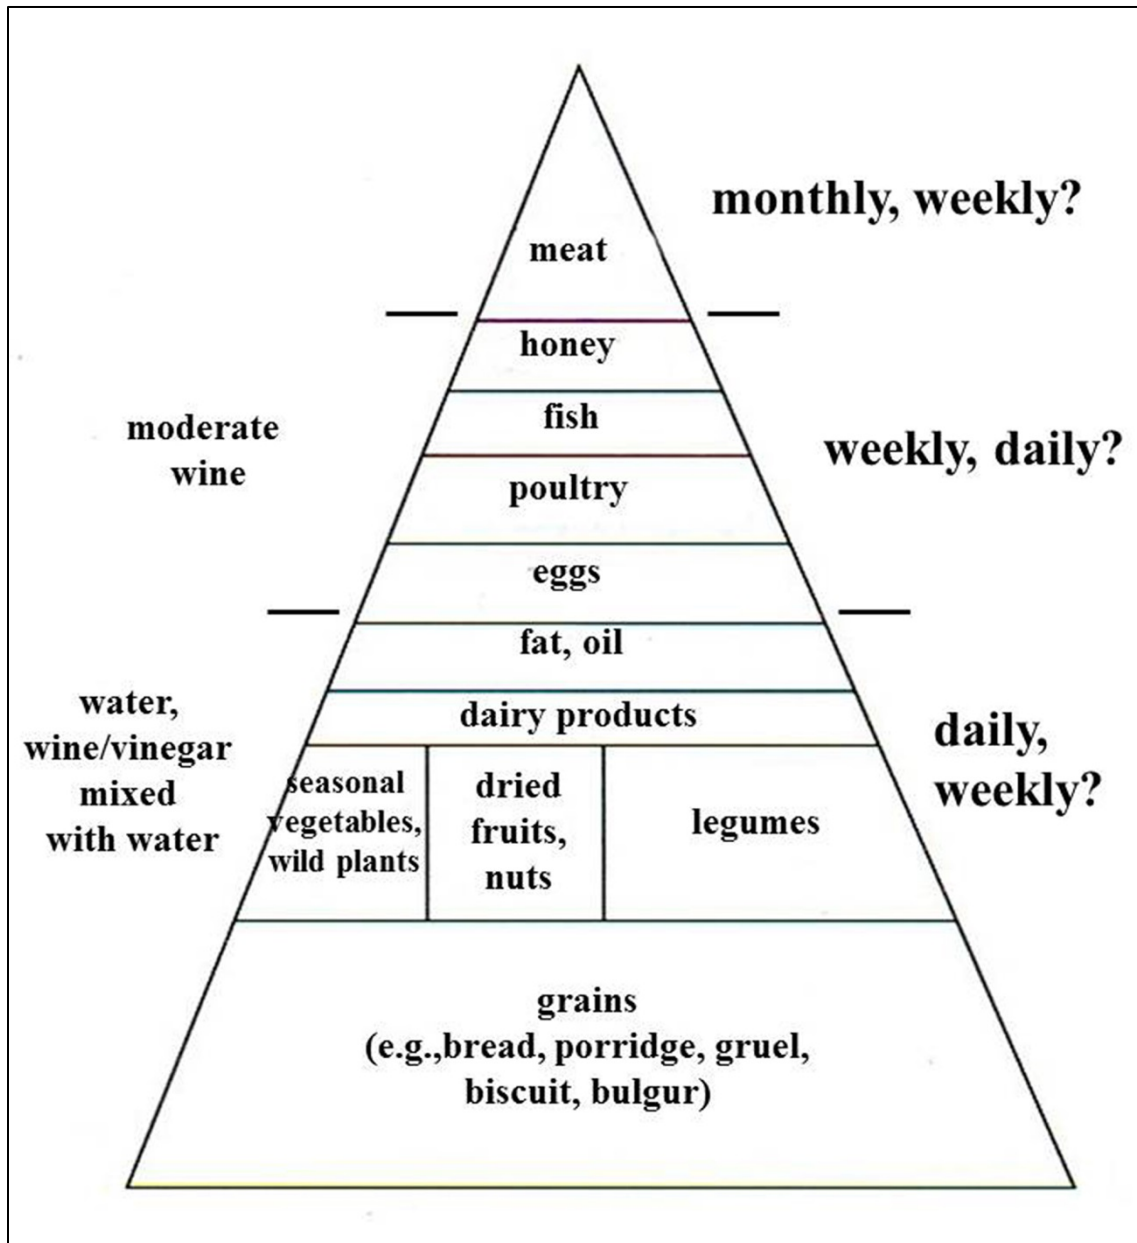 monthly, weekly?
meat
honey
fish
moderate
wine
weekly, daily?
poultry
eggs
fat, oil
water,
wine/vinegar
mixed
with water
dairy products
daily,
weekly?
seasonal
vegetables,
wild plants
dried
fruits,
nuts
legumes
grains
(e.g.,bread, porridge, gruel,
biscuit, bulgur)